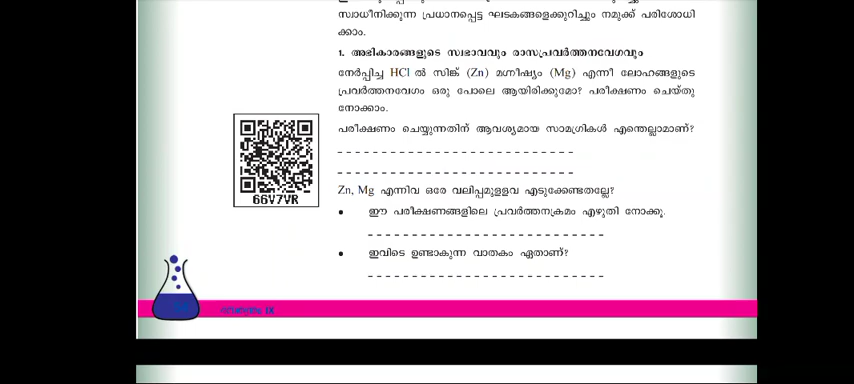 സ്വാധീനിക്കുന്ന പ്രധാനപ്പെട്ട ഘടകങ്ങളെക്കുറിച്ചും നമുക്ക് പരിശോധി
ക്കാം.
1. അഭികാരങ്ങളുടെ സ്വഭാവവും രാസപ്രവർത്തനവേഗവും
നേർപ്പിച്ച HCl ൽ സിങ്ക് (Zn) മഗ്നീഷ്യം (Mg) എന്നീ ലോഹങ്ങളുടെ
പ്രവർത്തനവേഗം ഒരു പോലെ ആയിരിക്കുമോ? പരീക്ഷണം ചെയ്തു
നോക്കാം.
പരീക്ഷണം ചെയ്യുന്നതിന് ആവശ്യമായ സാമഗ്രികൾ എന്തെല്ലാമാണ്?
Zn, Mg എന്നിവ ഒരേ വലിപ്പമുളളവ എടുക്കേണ്ടതല്ലേ?
• ഈ പരീക്ഷണങ്ങളിലെ പ്രവർത്തനക്രമം എഴുതി നോക്കൂ.
• ഇവിടെ ഉണ്ടാകുന്ന വാതകം ഏതാണ്?
66V7VR
IX